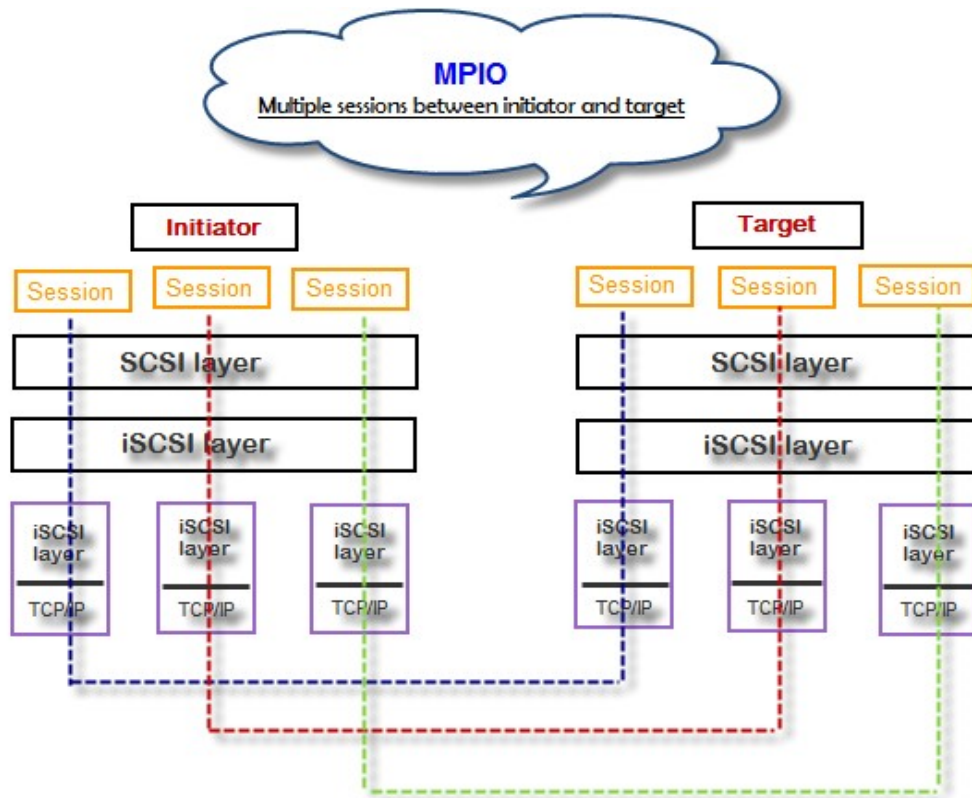 MPIO
Multiple sessions between initiator and target
Initiator
Target
Session
Session
Session
Session
Session
Session
SCSI layer
SCSI layer
iSCSI layer
iSCSI layer
iSCSI
layer
TCP/IP
iSCSI
layer
TCP/IP
iSCSI
layer
TCP/IP
iSCSI
layer
TCP/IP
iSCSI
layer
TCP/IP
iSCSI
layer
TCP/IP